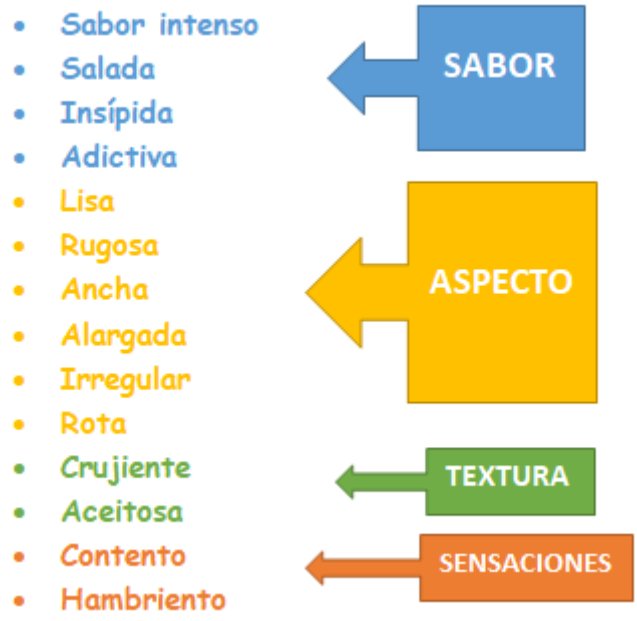 Sabor intenso
Salada
Insípida
Adictiva
SABOR
Lisa
Rugosa
Ancha
Alargada
Irregular
Rota
ASPECTO
Crujiente
Aceitosa
TEXTURA
Contento
Hambriento
SENSACIONES